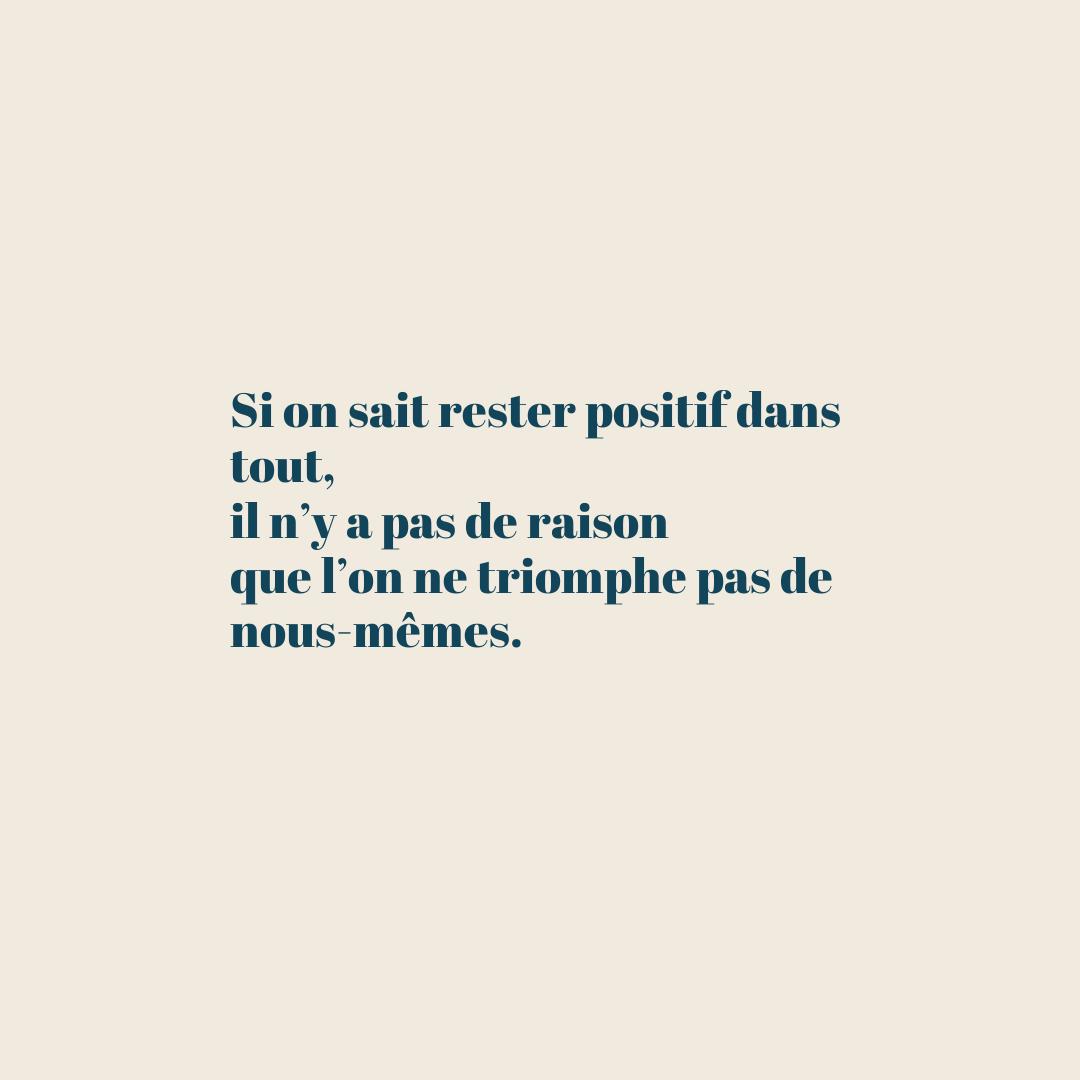 Si on sait rester positif dans
tout,
il n’y a pas de raison
que l’on ne triomphe pas de
nous-mêmes.